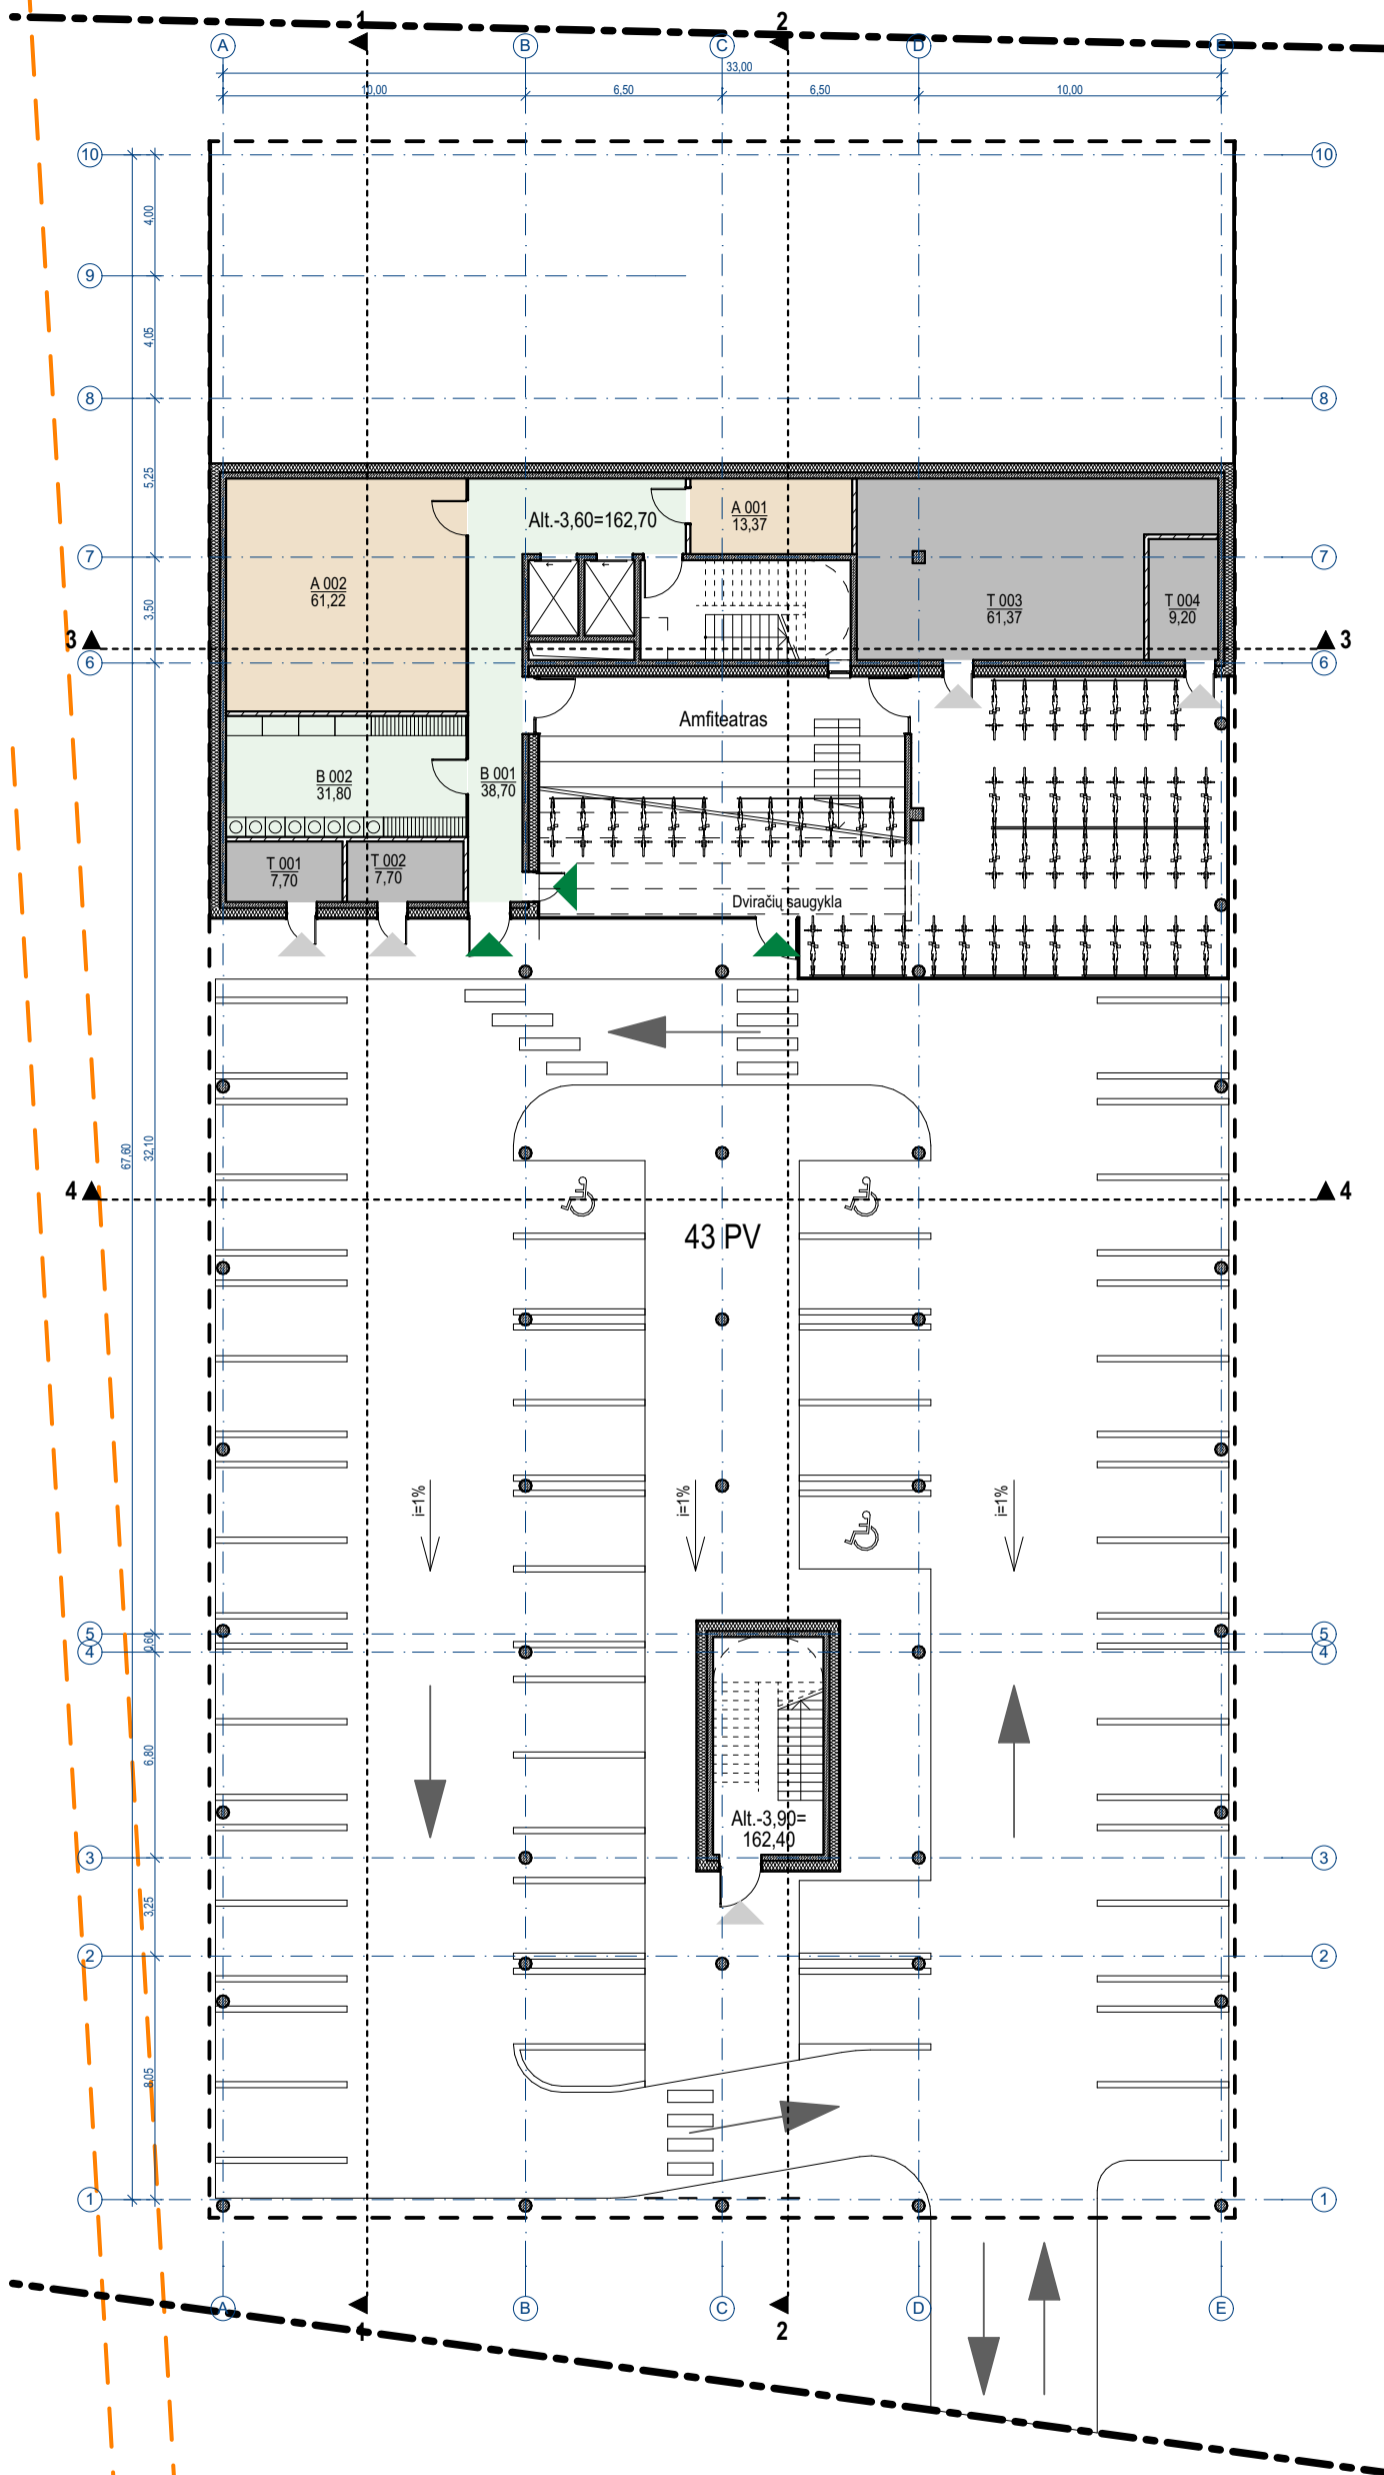 1
2
A
B
C
D
E
33,00
10,00
6,50
6,50
10,00
10
10
4,00
9
4,05
8
8
5,25
Alt.-3,60=162,70
A 001
13,37
7
7
A 002
61,22
3,50
T 003
61,37
T 004
9,20
3
3
6
6
Amfiteatras
B 002
31,80
B 001
38,70
T 001
7,70
T 002
7,70
Dviračių saugykla
67,60
32,10
4
4
43 PV
i=1%
i=1%
i=1%
5
5
0,60
4
4
6,80
Alt.-3,90=
162,40
3
3
3,25
2
2
8,05
1
1
A
B
C
D
E
1
2